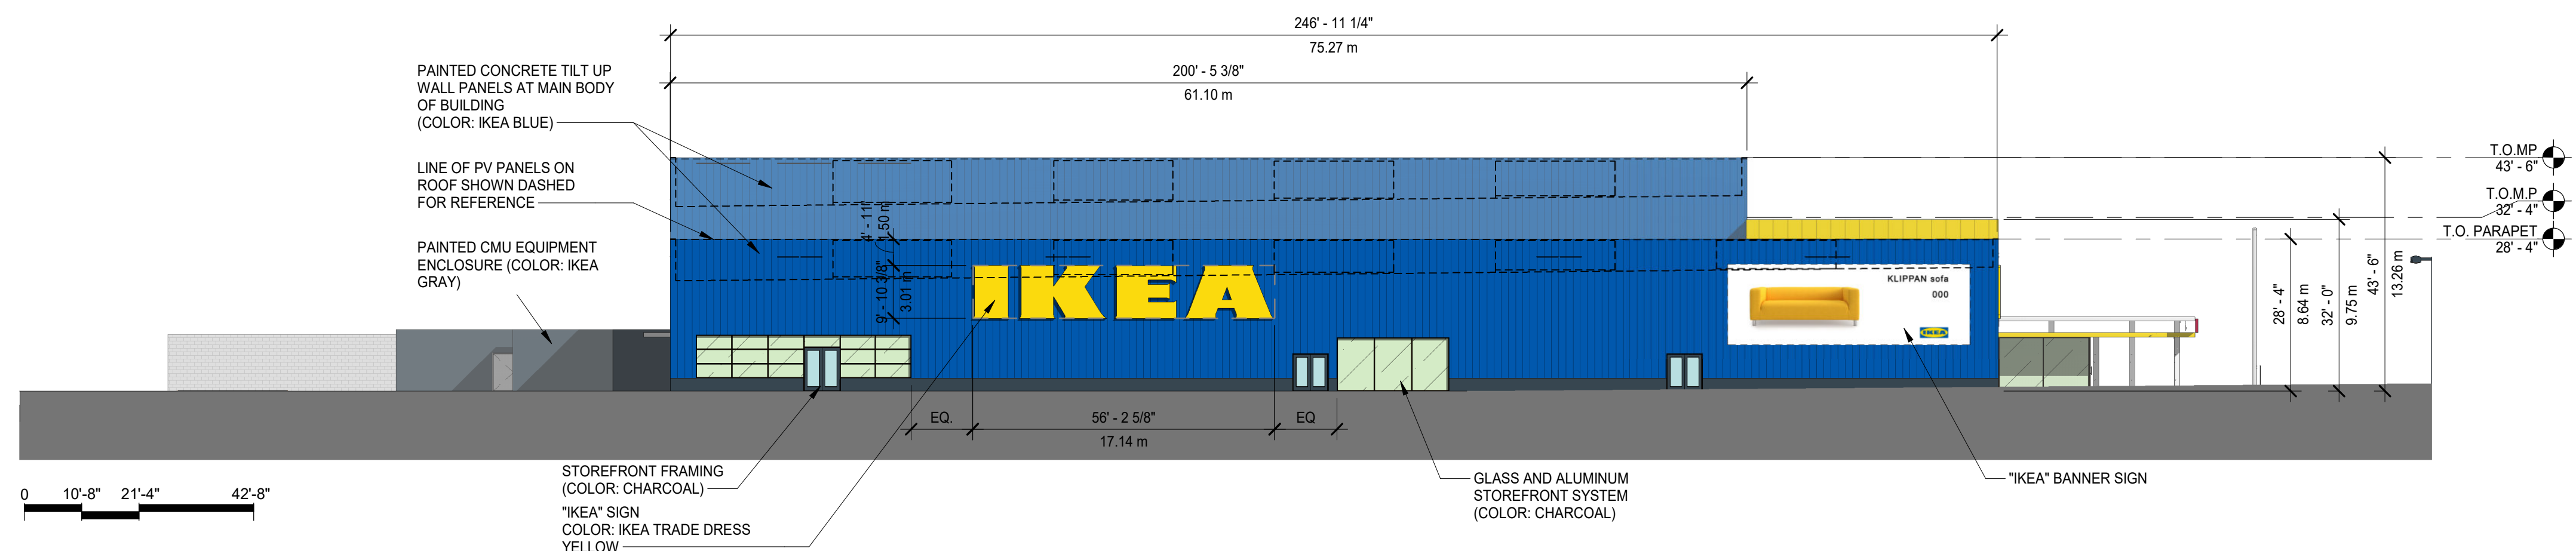 246' - 11 1/4"
75.27 m
200' - 5 3/8"
61.10 m
PAINTED CONCRETE TILT UP
WALL PANELS AT MAIN BODY
OF BUILDING
(COLOR: IKEA BLUE)
LINE OF PV PANELS ON
ROOF SHOWN DASHED
FOR REFERENCE
PAINTED CMU EQUIPMENT
ENCLOSURE (COLOR: IKEA
GRAY)
T.O.MP
43' - 6"
T.O.M.P
32' - 4"
T.O. PARAPET
28' - 4"
4' - 11"
1.50 m
9' - 10 3/8"
3.01 m
IKEA
KLIPPAN sofa
000
IKEA
28' - 4"
8.64 m
32' - 0"
9.75 m
43' - 6"
13.26 m
EQ.
56' - 2 5/8"
17.14 m
EQ
STOREFRONT FRAMING
(COLOR: CHARCOAL)
"IKEA" SIGN
COLOR: IKEA TRADE DRESS
YELLOW
GLASS AND ALUMINUM
STOREFRONT SYSTEM
(COLOR: CHARCOAL)
"IKEA" BANNER SIGN
0 10'-8" 21'-4" 42'-8"